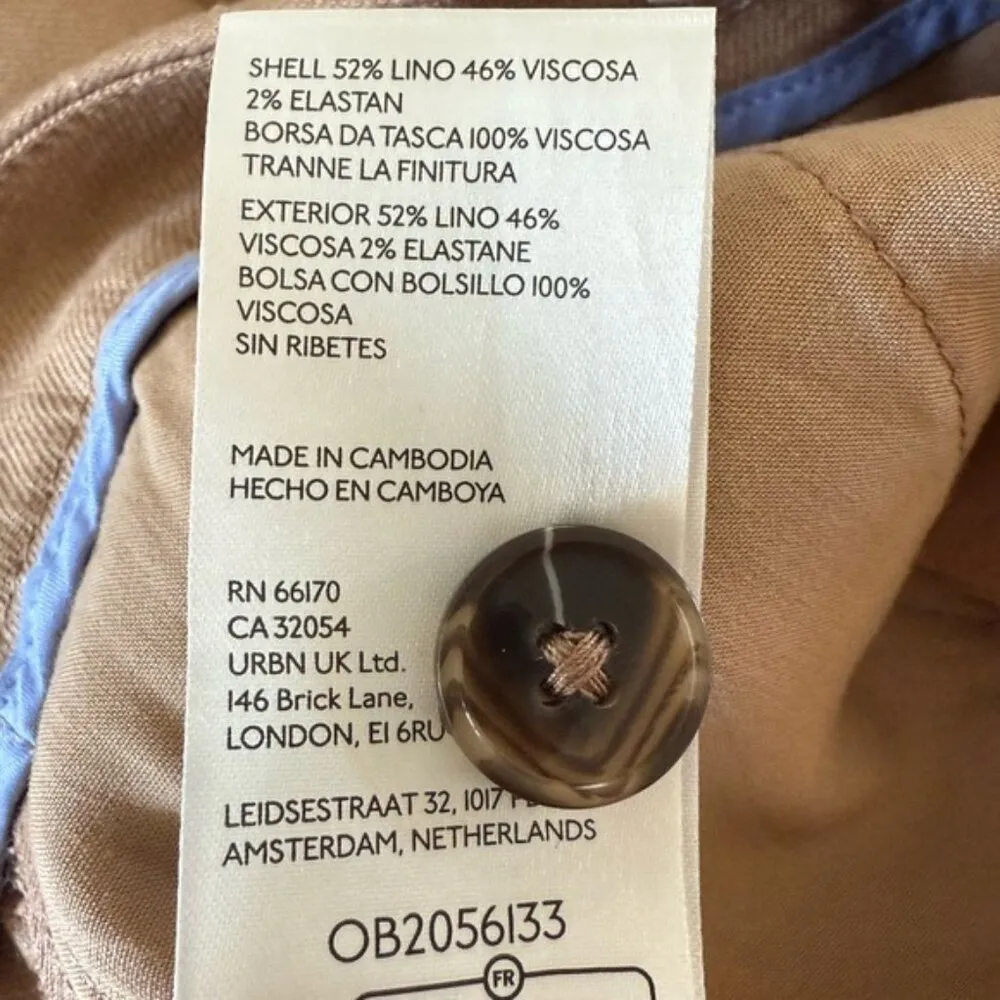 SHELL 52% LINO 46% VISCOSA
2% ELASTAN
BORSA DA TASCA 100% VISCOSA
TRANNE LA FINITURA
EXTERIOR 52% LINO 46%
VISCOSA 2% ELASTANE
BOLSA CON BOLSILLO 100%
VISCOSA
SIN RIBETES
MADE IN CAMBODIA
HECHO EN CAMBOYA
RN 66170
CA 32054
URBN UK Ltd.
146 Brick Lane,
LONDON, E1 6RU
LEIDSESTRAAT 32, 1017
AMSTERDAM, NETHERLANDS
OB2056133
FR